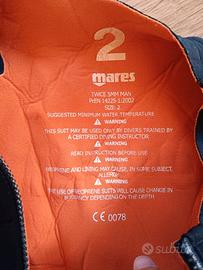 2
mares
TWICE 5MM MAN
PrEN 14225-1:2002
SIZE: 2
SUGGESTED MINIMUM WATER TEMPERATURE
⚠ WARNING
THIS SUIT MAY BE USED ONLY BY DIVERS TRAINED BY
A CERTIFIED DIVING INSTRUCTOR
⚠ WARNING
READ INSTRUCTION BEFORE USE
⚠ WARNING
NEOPRENE AND LINING MAY CAUSE, IN SOME SUBJECT,
ALLERGY
⚠ WARNING
THE USE OF NEOPRENE SUITS WILL CAUSE CHANGE IN
BUOYANCY DEPENDING ON THE DEPTH
CE 0078
subito